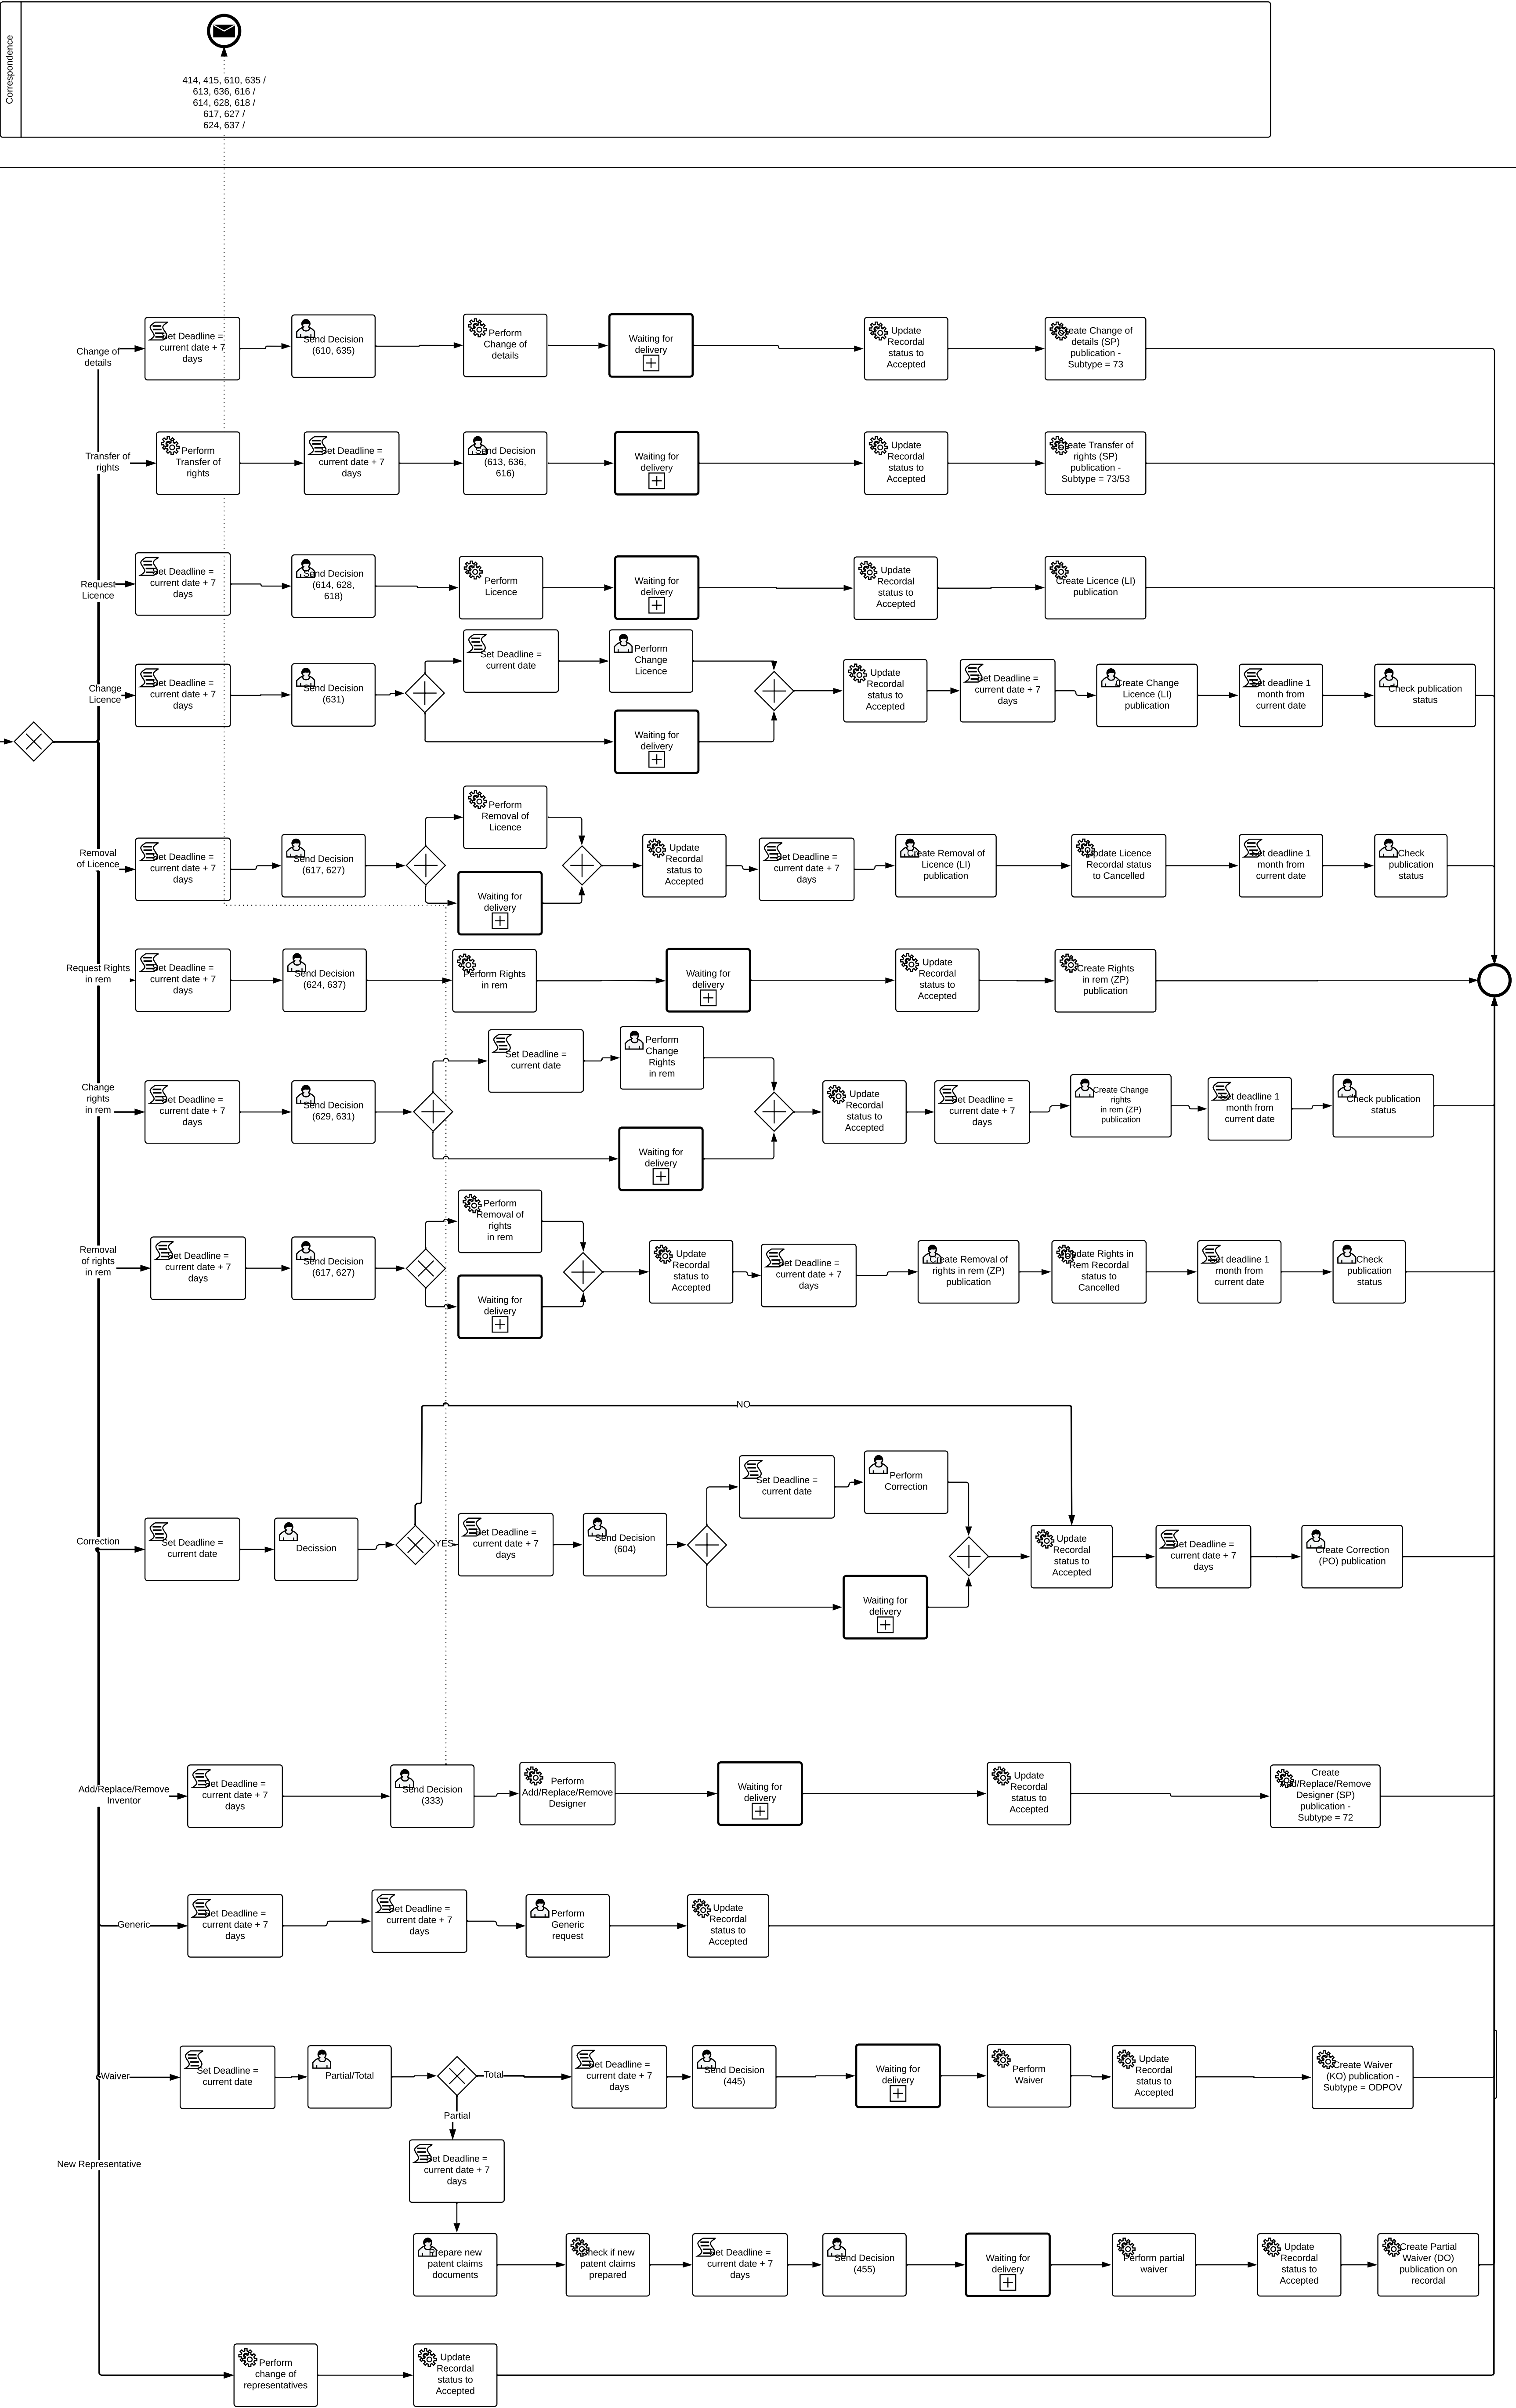 Correspondence
414, 415, 610, 635 /
613, 636, 616 /
614, 628, 618 /
617, 627 /
624, 637 /
Change of
details
Set Deadline =
current date + 7
days
Send Decision
(610, 635)
Perform
Change of
details
Waiting for
delivery
Update
Recordal
status to
Accepted
Create Change of
details (SP)
publication -
Subtype = 73
Transfer of
rights
Perform
Transfer of
rights
Set Deadline =
current date + 7
days
Send Decision
(613, 636,
616)
Waiting for
delivery
Update
Recordal
status to
Accepted
Create Transfer of
rights (SP)
publication -
Subtype = 73/53
Request
Licence
Set Deadline =
current date + 7
days
Send Decision
(614, 628,
618)
Perform
Licence
Waiting for
delivery
Update
Recordal
status to
Accepted
Create Licence (LI)
publication
Change
Licence
Set Deadline =
current date + 7
days
Send Decision
(631)
Set Deadline =
current date
Perform
Change
Licence
Waiting for
delivery
Update
Recordal
status to
Accepted
Set Deadline =
current date + 7
days
Create Change
Licence (LI)
publication
Set deadline 1
month from
current date
Check publication
status
Removal
of Licence
Set Deadline =
current date + 7
days
Send Decision
(617, 627)
Perform
Removal of
Licence
Waiting for
delivery
Update
Recordal
status to
Accepted
Set Deadline =
current date + 7
days
Create Removal of
Licence (LI)
publication
Update Licence
Recordal status
to Cancelled
Set deadline 1
month from
current date
Check
publication
status
Request Rights
in rem
Set Deadline =
current date + 7
days
Send Decision
(624, 637)
Perform Rights
in rem
Waiting for
delivery
Update
Recordal
status to
Accepted
Create Rights
in rem (ZP)
publication
Change
rights
in rem
Set Deadline =
current date + 7
days
Send Decision
(629, 631)
Set Deadline =
current date
Perform
Change
Rights
in rem
Waiting for
delivery
Update
Recordal
status to
Accepted
Set Deadline =
current date + 7
days
Create Change
rights
in rem (ZP)
publication
Set deadline 1
month from
current date
Check publication
status
Removal
of rights
in rem
Set Deadline =
current date + 7
days
Send Decision
(617, 627)
Perform
Removal of
rights
in rem
Waiting for
delivery
Update
Recordal
status to
Accepted
Set Deadline =
current date + 7
days
Create Removal of
rights in rem (ZP)
publication
Update Rights in
Rem Recordal
status to
Cancelled
Set deadline 1
month from
current date
Check
publication
status
NO
Correction
Set Deadline =
current date
Decission
YES
Set Deadline =
current date + 7
days
Send Decision
(604)
Set Deadline =
current date
Perform
Correction
Waiting for
delivery
Update
Recordal
status to
Accepted
Set Deadline =
current date + 7
days
Create Correction
(PO) publication
Add/Replace/Remove
Inventor
Set Deadline =
current date + 7
days
Send Decision
(333)
Perform
Add/Replace/Remove
Designer
Waiting for
delivery
Update
Recordal
status to
Accepted
Create
Add/Replace/Remove
Designer (SP)
publication -
Subtype = 72
Generic
Set Deadline =
current date + 7
days
Set Deadline =
current date + 7
days
Perform
Generic
request
Update
Recordal
status to
Accepted
Waiver
Set Deadline =
current date
Partial/Total
Total
Set Deadline =
current date + 7
days
Send Decision
(445)
Waiting for
delivery
Perform
Waiver
Update
Recordal
status to
Accepted
Create Waiver
(KO) publication -
Subtype = ODPOV
Partial
Set Deadline =
current date + 7
days
New Representative
Prepare new
patent claims
documents
Check if new
patent claims
prepared
Set Deadline =
current date + 7
days
Send Decision
(455)
Waiting for
delivery
Perform partial
waiver
Update
Recordal
status to
Accepted
Create Partial
Waiver (DO)
publication on
recordal
Perform
change of
representatives
Update
Recordal
status to
Accepted